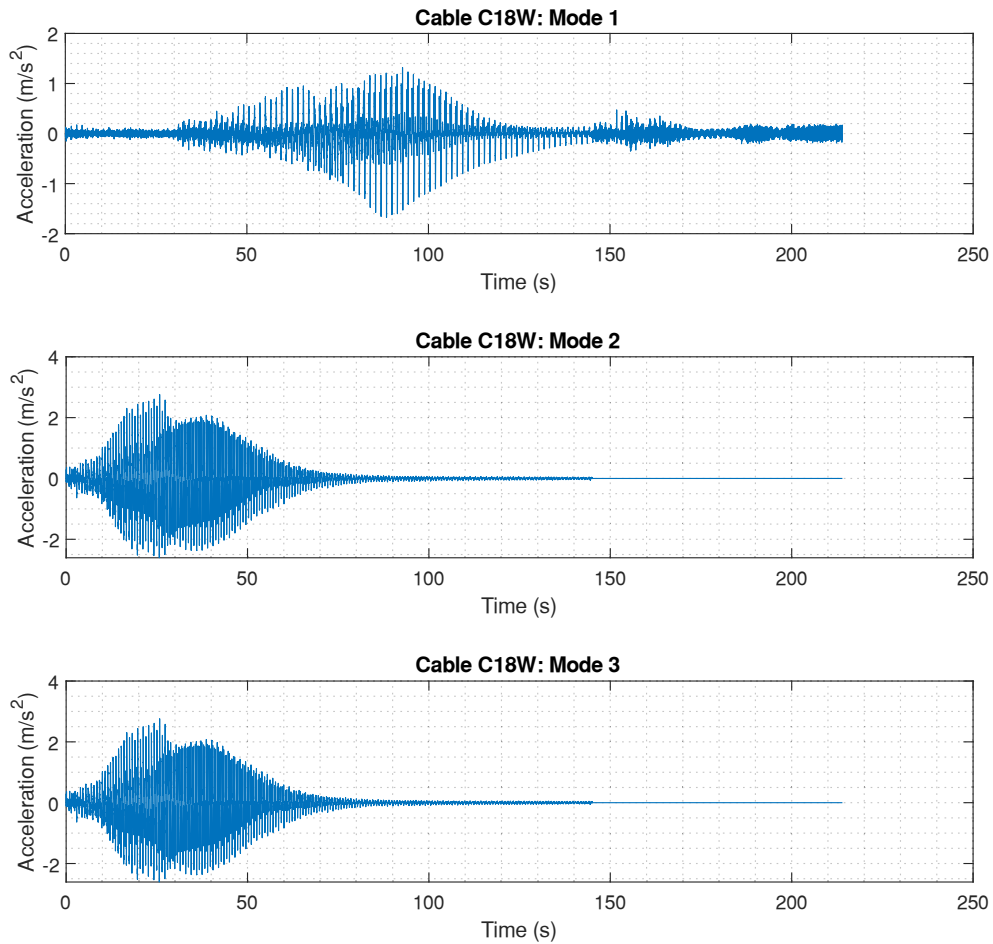 Cable C18W: Mode 1
Acceleration (m/s²)
2
1
0
-1
-2
0 50 100 150 200 250
Time (s)
Cable C18W: Mode 2
Acceleration (m/s²)
4
2
0
-2
0 50 100 150 200 250
Time (s)
Cable C18W: Mode 3
Acceleration (m/s²)
4
2
0
-2
0 50 100 150 200 250
Time (s)